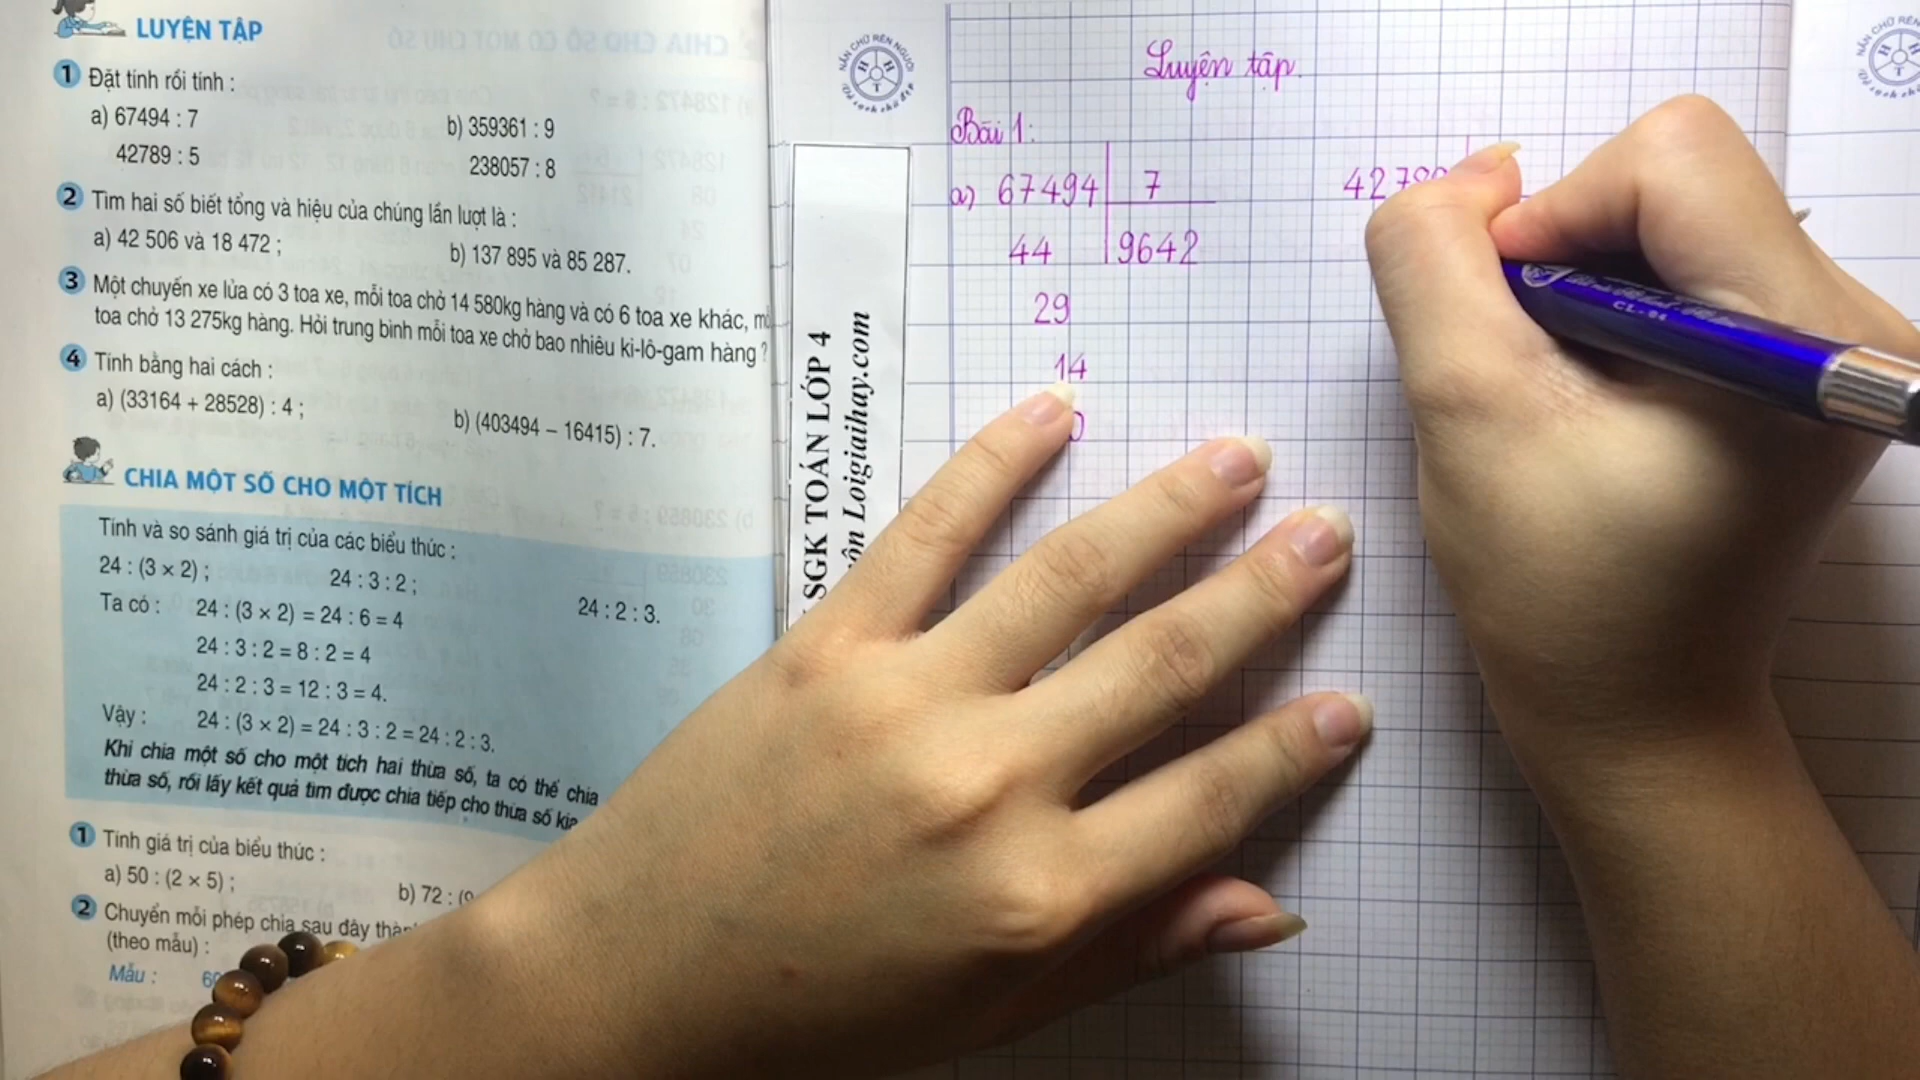 LUYỆN TẬP
1 Đặt tính rồi tính :
a) 67494 : 7
b) 359361 : 9
42789 : 5
238057 : 8
2 Tìm hai số biết tổng và hiệu của chúng lần lượt là :
a) 42 506 và 18 472 ;
b) 137 895 và 85 287.
3 Một chuyến xe lửa có 3 toa xe, mỗi toa chở 14 580kg hàng và có 6 toa xe khác,
toa chở 13 275kg hàng. Hỏi trung bình mỗi toa xe chở bao nhiêu ki-lô-gam hàng ?
4 Tính bằng hai cách :
a) (33164 + 28528) : 4 ;
b) (403494 – 16415) : 7.
CHIA MỘT SỐ CHO MỘT TÍCH
Tính và so sánh giá trị của các biểu thức :
24 : (3 × 2) ;
24 : 3 : 2 ;
24 : 2 : 3.
Ta có : 24 : (3 × 2) = 24 : 6 = 4
24 : 3 : 2 = 8 : 2 = 4
24 : 2 : 3 = 12 : 3 = 4.
Vậy : 24 : (3 × 2) = 24 : 3 : 2 = 24 : 2 : 3.
Khi chia một số cho một tích hai thừa số, ta có thể chia
thừa số, rồi lấy kết quả tìm được chia tiếp cho thừa số kia
1 Tính giá trị của biểu thức :
a) 50 : (2 × 5) ;
b) 72 :
2 Chuyển mỗi phép chia sau đây
(theo mẫu) :
Mẫu :
SGK TOÁN LỚP 4
Loigiaihay.com
NẮN CHỮ RÈN NGƯỜI
H H T
Luyện tập.
Bài 1:
a) 67494 7
44 9642
29
14
0
CL-04